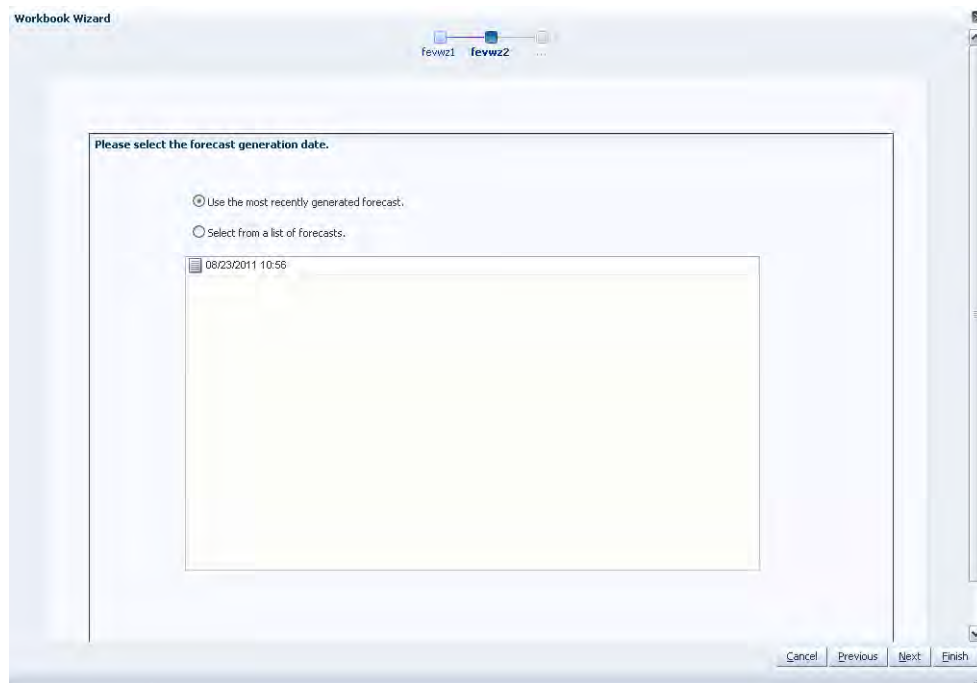 Workbook Wizard
fevwz1 fevwz2 ...
Please select the forecast generation date.
Use the most recently generated forecast.
Select from a list of forecasts.
08/23/2011 10:56
Cancel Previous Next Finish